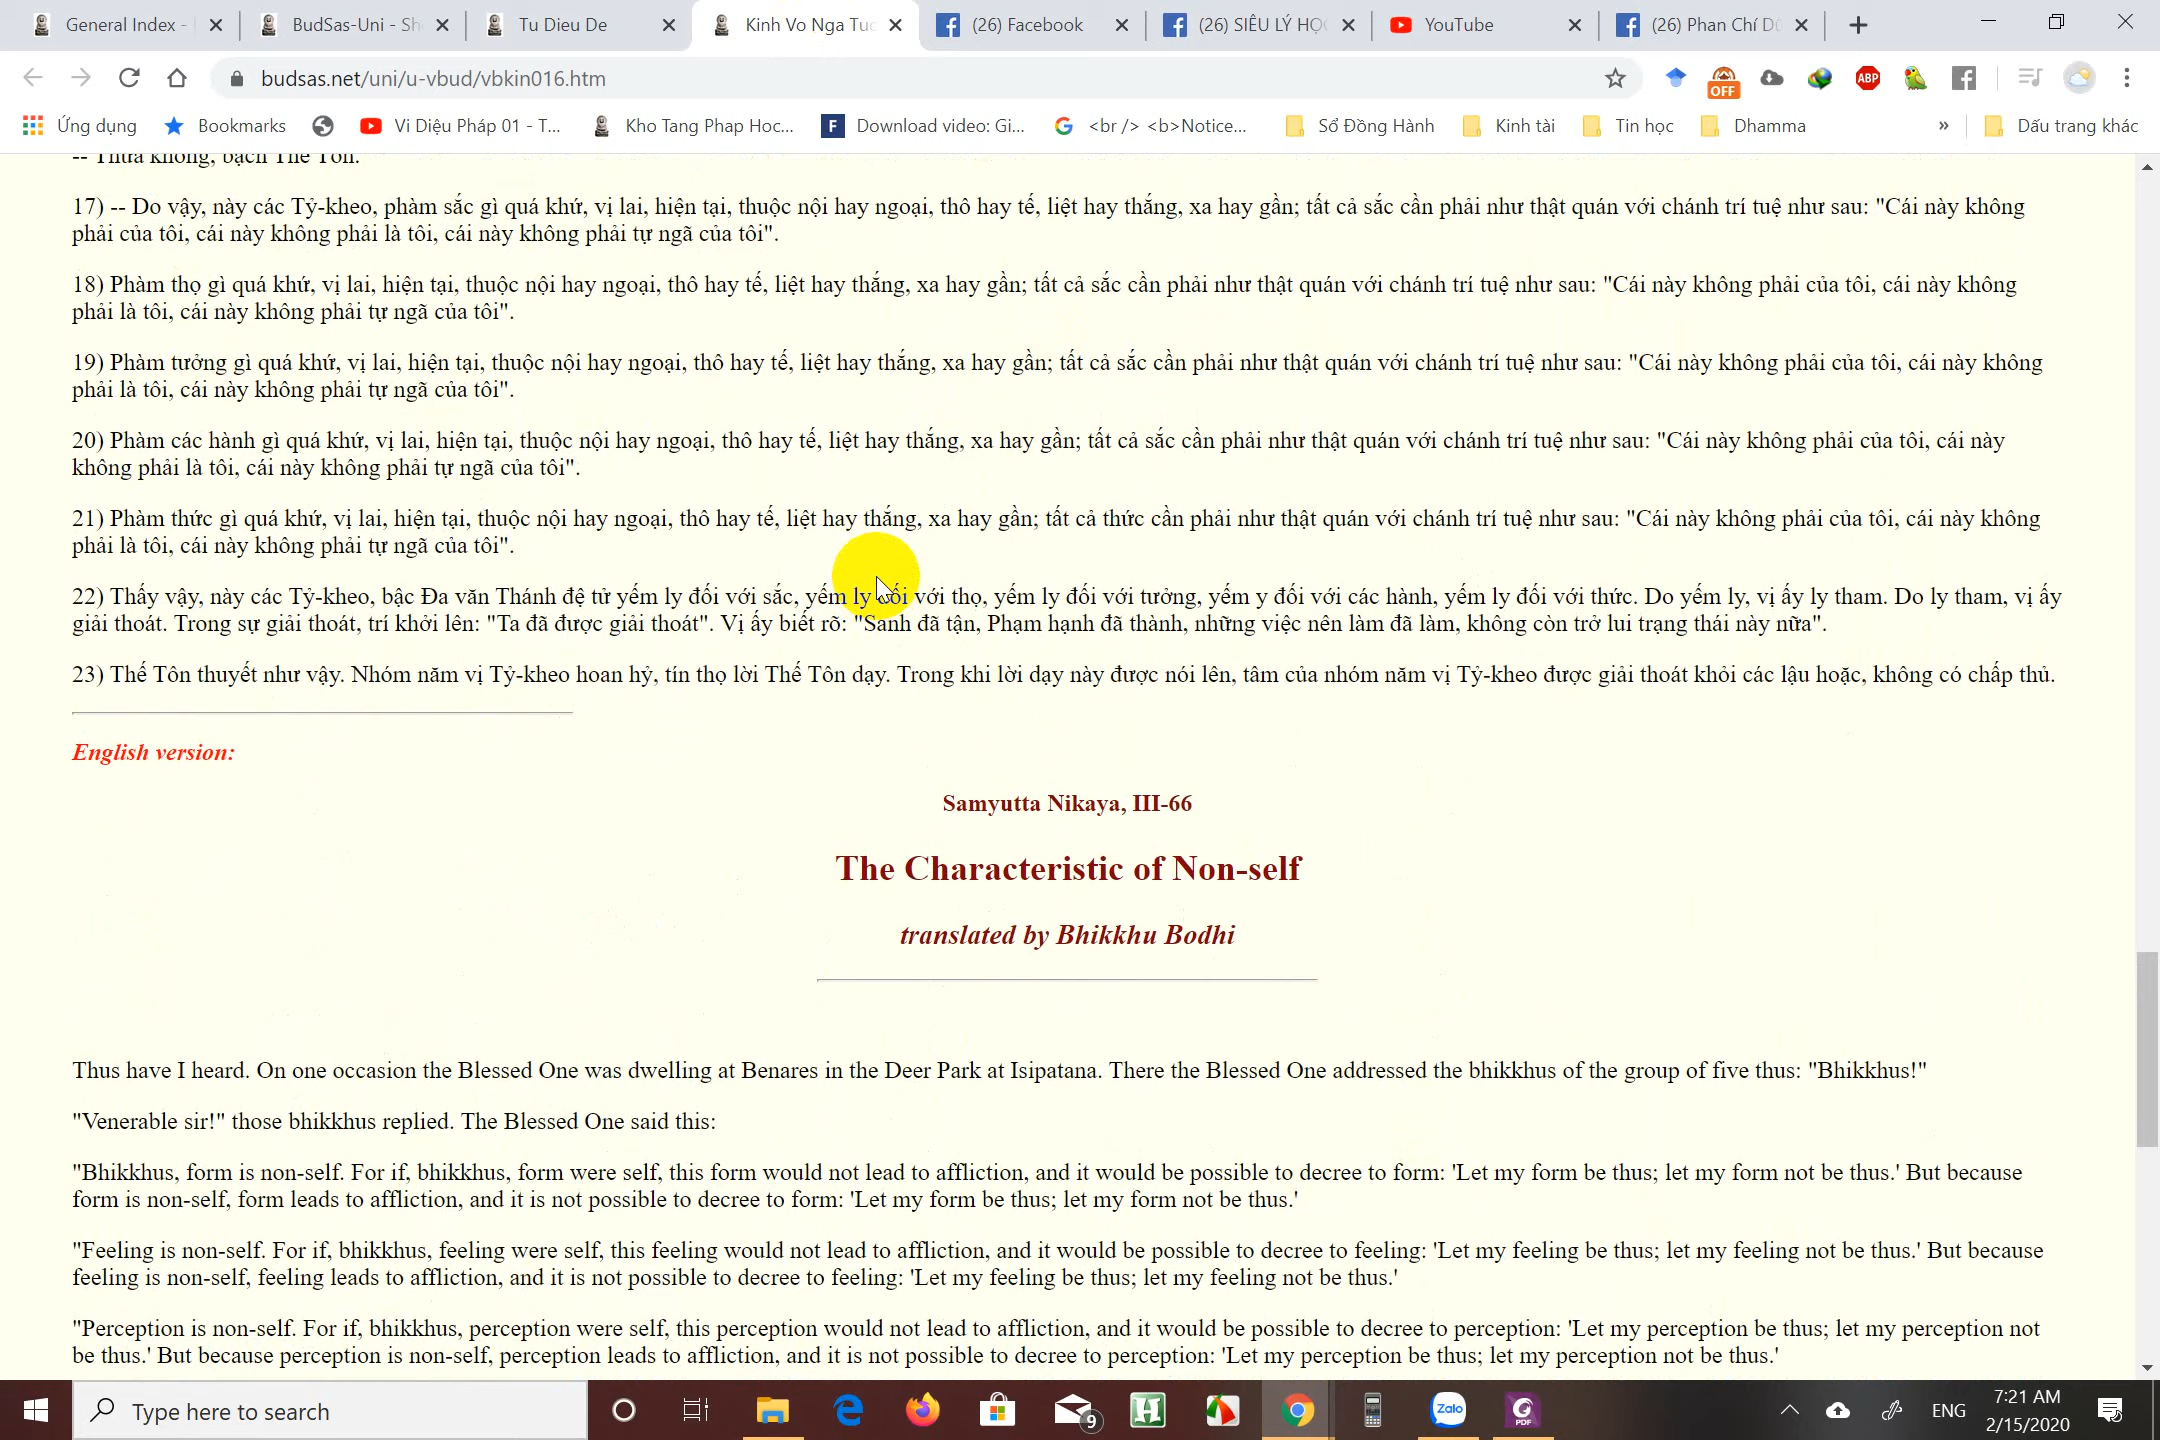 General Index -
BudSas-Uni - Sh
Tu Dieu De
Kinh Vo Nga Tuo
(26) Facebook
(26) SIÊU LÝ HỌ
YouTube
(26) Phan Chí Dũ
budsas.net/uni/u-vbud/vbkin016.htm
OFF
ABP
Ứng dụng
Bookmarks
Vi Diệu Pháp 01 - T...
Kho Tang Phap Hoc...
F
Download video: Gi...
<br /> <b>Notice...
Sổ Đồng Hành
Kinh tài
Tin học
Dhamma
»
Dấu trang khác
-- Thưa không, bạch Thế Tôn.
17) -- Do vậy, này các Tỷ-kheo, phàm sắc gì quá khứ, vị lai, hiện tại, thuộc nội hay ngoại, thô hay tế, liệt hay thắng, xa hay gần; tất cả sắc cần phải như thật quán với chánh trí tuệ như sau: "Cái này không
phải của tôi, cái này không phải là tôi, cái này không phải tự ngã của tôi".
18) Phàm thọ gì quá khứ, vị lai, hiện tại, thuộc nội hay ngoại, thô hay tế, liệt hay thắng, xa hay gần; tất cả sắc cần phải như thật quán với chánh trí tuệ như sau: "Cái này không phải của tôi, cái này không
phải là tôi, cái này không phải tự ngã của tôi".
19) Phàm tưởng gì quá khứ, vị lai, hiện tại, thuộc nội hay ngoại, thô hay tế, liệt hay thắng, xa hay gần; tất cả sắc cần phải như thật quán với chánh trí tuệ như sau: "Cái này không phải của tôi, cái này không
phải là tôi, cái này không phải tự ngã của tôi".
20) Phàm các hành gì quá khứ, vị lai, hiện tại, thuộc nội hay ngoại, thô hay tế, liệt hay thắng, xa hay gần; tất cả sắc cần phải như thật quán với chánh trí tuệ như sau: "Cái này không phải của tôi, cái này
không phải là tôi, cái này không phải tự ngã của tôi".
21) Phàm thức gì quá khứ, vị lai, hiện tại, thuộc nội hay ngoại, thô hay tế, liệt hay thắng, xa hay gần; tất cả thức cần phải như thật quán với chánh trí tuệ như sau: "Cái này không phải của tôi, cái này không
phải là tôi, cái này không phải tự ngã của tôi".
22) Thấy vậy, này các Tỷ-kheo, bậc Đa văn Thánh đệ tử yếm ly đối với sắc, yếm ly đối với thọ, yếm ly đối với tưởng, yếm y đối với các hành, yếm ly đối với thức. Do yếm ly, vị ấy ly tham. Do ly tham, vị ấy
giải thoát. Trong sự giải thoát, trí khởi lên: "Ta đã được giải thoát". Vị ấy biết rõ: "Sanh đã tận, Phạm hạnh đã thành, những việc nên làm đã làm, không còn trở lui trạng thái này nữa".
23) Thế Tôn thuyết như vậy. Nhóm năm vị Tỷ-kheo hoan hỷ, tín thọ lời Thế Tôn dạy. Trong khi lời dạy này được nói lên, tâm của nhóm năm vị Tỷ-kheo được giải thoát khỏi các lậu hoặc, không có chấp thủ.
English version:
Samyutta Nikaya, III-66
The Characteristic of Non-self
translated by Bhikkhu Bodhi
Thus have I heard. On one occasion the Blessed One was dwelling at Benares in the Deer Park at Isipatana. There the Blessed One addressed the bhikkhus of the group of five thus: "Bhikkhus!"
"Venerable sir!" those bhikkhus replied. The Blessed One said this:
"Bhikkhus, form is non-self. For if, bhikkhus, form were self, this form would not lead to affliction, and it would be possible to decree to form: 'Let my form be thus; let my form not be thus.' But because
form is non-self, form leads to affliction, and it is not possible to decree to form: 'Let my form be thus; let my form not be thus.'
"Feeling is non-self. For if, bhikkhus, feeling were self, this feeling would not lead to affliction, and it would be possible to decree to feeling: 'Let my feeling be thus; let my feeling not be thus.' But because
feeling is non-self, feeling leads to affliction, and it is not possible to decree to feeling: 'Let my feeling be thus; let my feeling not be thus.'
"Perception is non-self. For if, bhikkhus, perception were self, this perception would not lead to affliction, and it would be possible to decree to perception: 'Let my perception be thus; let my perception not
be thus.' But because perception is non-self, perception leads to affliction, and it is not possible to decree to perception: 'Let my perception be thus; let my perception not be thus.'
Type here to search
9
Zalo
PDF
ENG
7:21 AM
2/15/2020